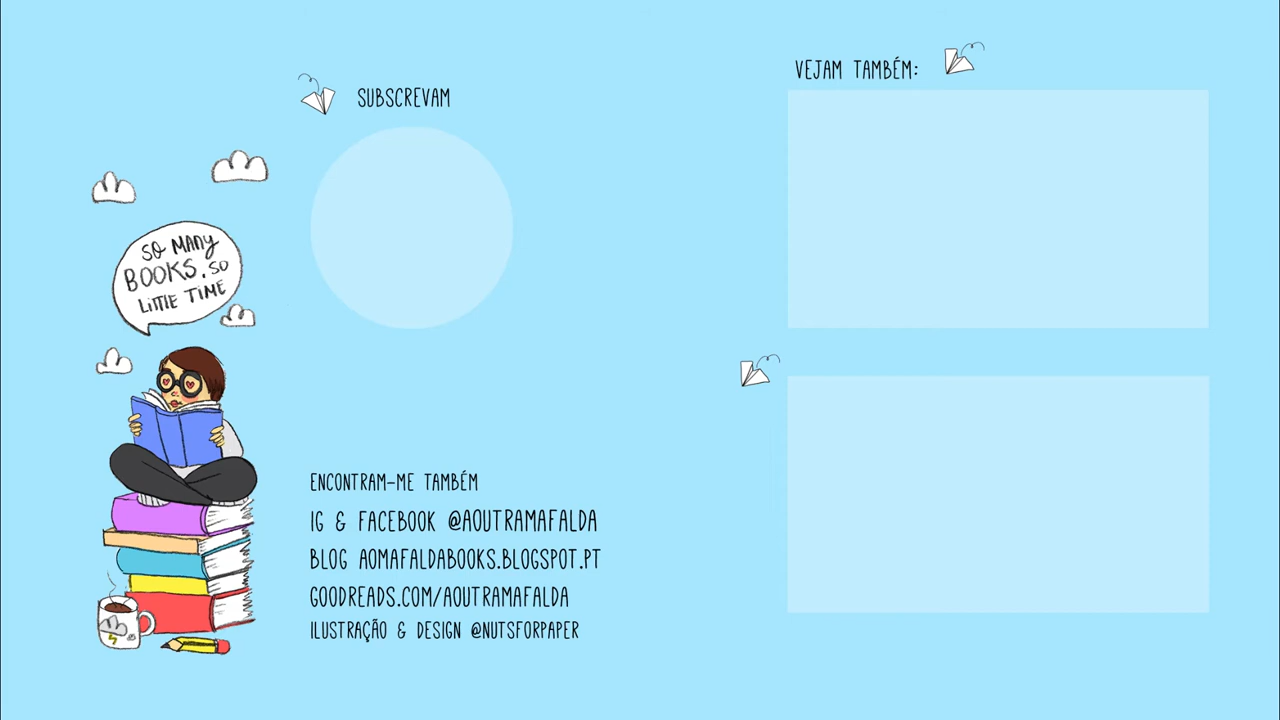 VEJAM TAMBÉM:
SUBSCREVAM
SO MANY
BOOKS, SO
LITTLE TIME
ENCONTRAM-ME TAMBÉM
IG & FACEBOOK @AOUTRAMAFALDA
BLOG AOMAFALDABOOKS.BLOGSPOT.PT
GOODREADS.COM/AOUTRAMAFALDA
ILUSTRAÇÃO & DESIGN @NUTSFORPAPER